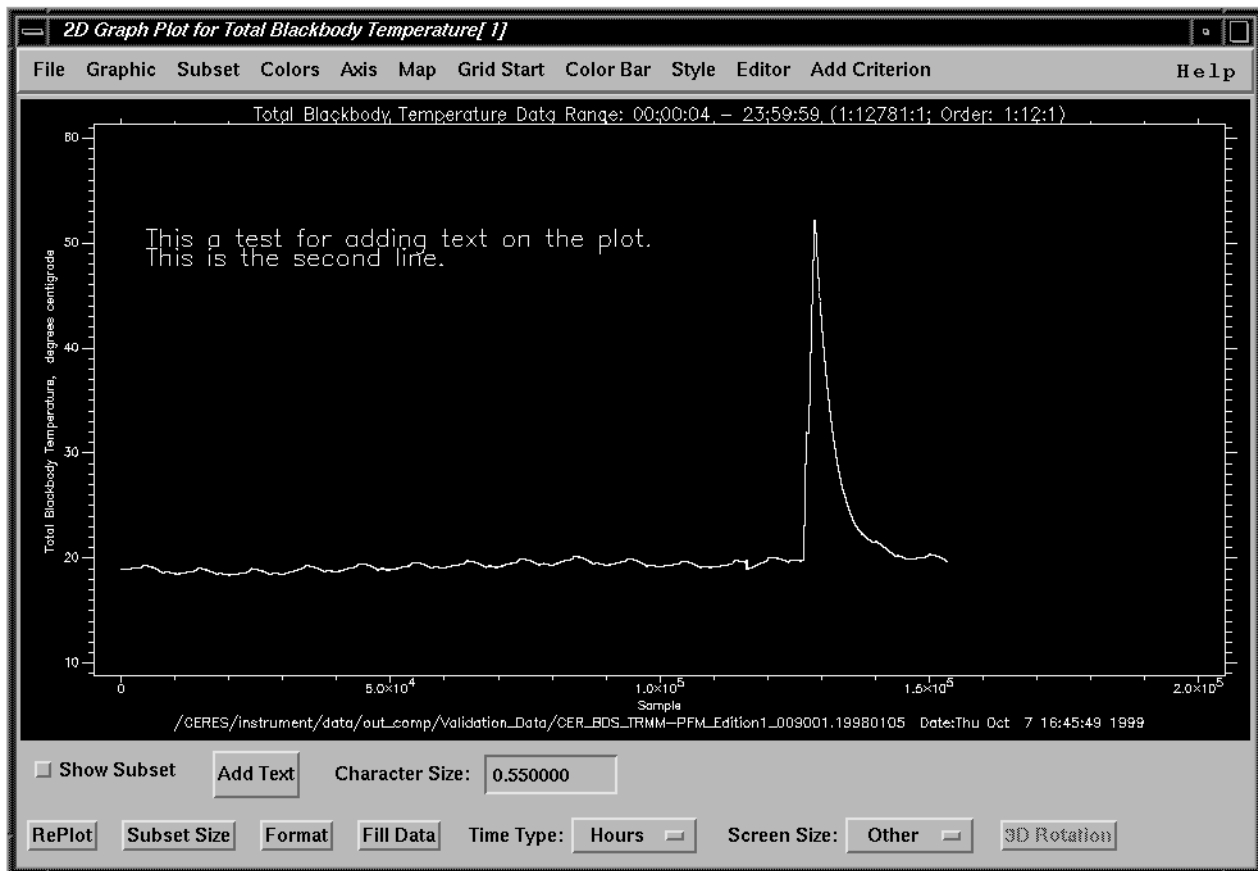 2D Graph Plot for Total Blackbody Temperature[ 1]
File Graphic Subset Colors Axis Map Grid Start Color Bar Style Editor Add Criterion Help
Total Blackbody Temperature Data Range: 00:00:04 - 23:59:59 (1:12781:1; Order: 1:12:1)
60
This a test for adding text on the plot.
50
This is the second line.
Total Blackbody Temperature, degrees centigrade
40
30
20
10
0 5.0×10⁴ 1.0×10⁵ 1.5×10⁵ 2.0×10⁵
Sample
/CERES/instrument/data/out_comp/Validation_Data/CER_BDS_TRMM-PFM_Edition1_009001.19980105 Date:Thu Oct 7 16:45:49 1999
Show Subset Add Text Character Size: 0.550000
RePlot Subset Size Format Fill Data Time Type: Hours Screen Size: Other 3D Rotation